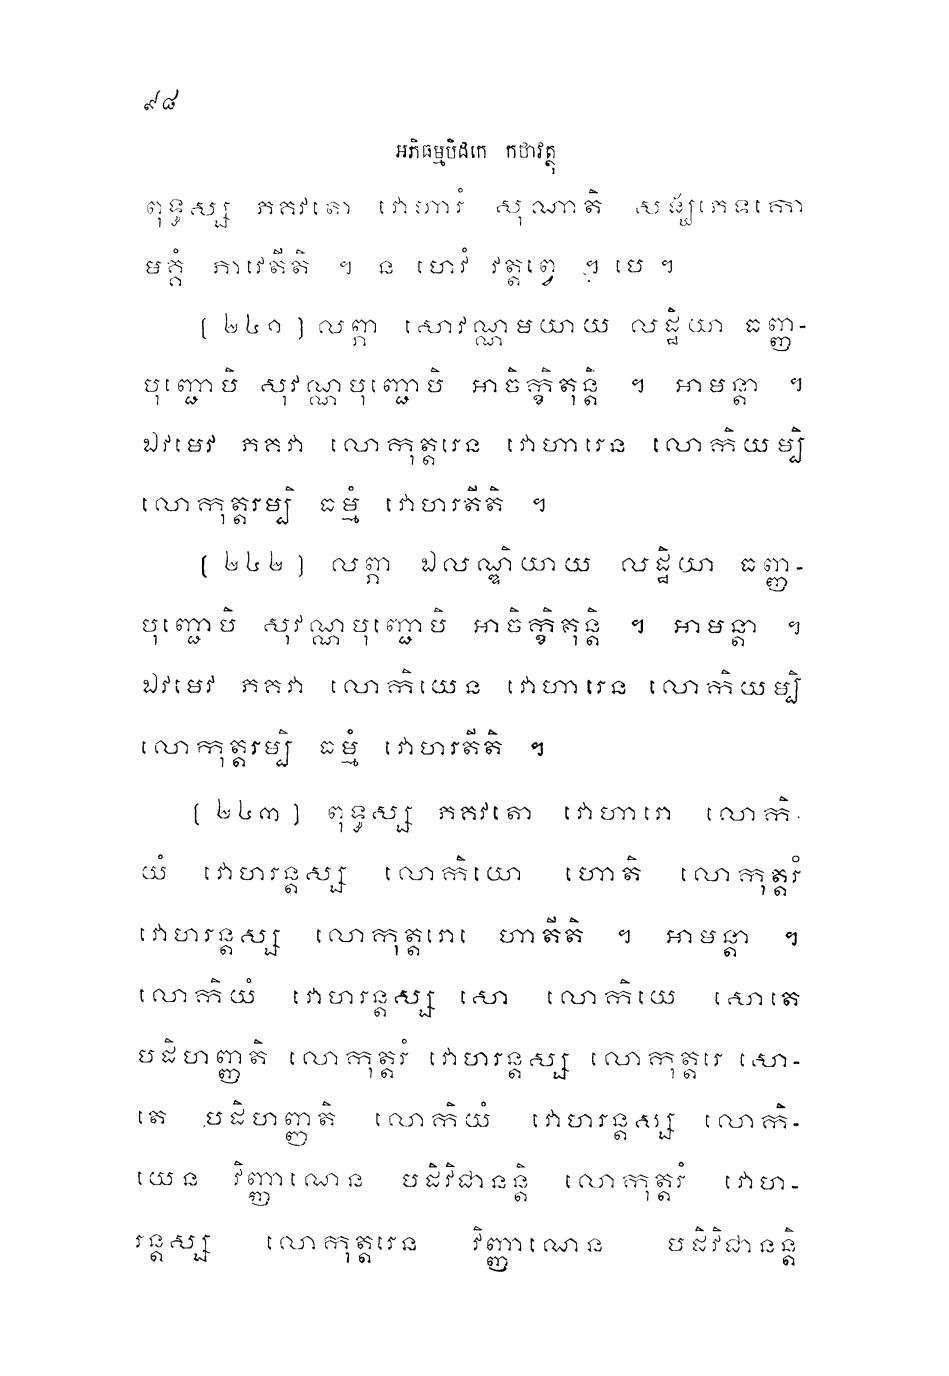 ៩៨
អភិធម្មបិដកេ កថាវត្ថុ
ពុទ្ធស្ស ភគវតោ វោហារំ សុណាតិ សង្ឃភេទកោ
មគ្គំ ភាវេតីតិ ។ ន ហេវំ វត្តព្វេ ។ បេ ។
[ ២៤១ ] លព្ភា សោវណ្ណមយាយ លដ្ឋិយា ធញ្ញ-
បុញ្ជោបិ សុវណ្ណបុញ្ជោបិ អាចិក្ខិតុន្តិ ។ អាមន្តា ។
ឯវមេវ ភគវា លោកុត្តរេន វោហារេន លោកិយម្បិ
លោកុត្តរម្បិ ធម្មំ វោហរតីតិ ។
[ ២៤២ ] លព្ភា ឯលណ្ឌិយាយ លដ្ឋិយា ធញ្ញ-
បុញ្ជោបិ សុវណ្ណបុញ្ជោបិ អាចិក្ខិតុន្តិ ។ អាមន្តា ។
ឯវមេវ ភគវា លោកិយេន វោហារេន លោកិយម្បិ
លោកុត្តរម្បិ ធម្មំ វោហរតីតិ ។
[ ២៤៣ ] ពុទ្ធស្ស ភគវតោ វោហារោ លោកិ-
យំ វោហរន្តស្ស លោកិយោ ហោតិ លោកុត្តរំ
វោហរន្តស្ស លោកុត្តរោ ហោតីតិ ។ អាមន្តា ។
លោកិយំ វោហរន្តស្ស សោ លោកិយេ សោតេ
បដិហញ្ញតិ លោកុត្តរំ វោហរន្តស្ស លោកុត្តរេ សោ-
តេ បដិហញ្ញតិ លោកិយំ វោហរន្តស្ស លោកិ-
យេន វិញ្ញាណេន បដិវិជានន្តិ លោកុត្តរំ វោហ-
រន្តស្ស លោកុត្តរេន វិញ្ញាណេន បដិវិជានន្តិ